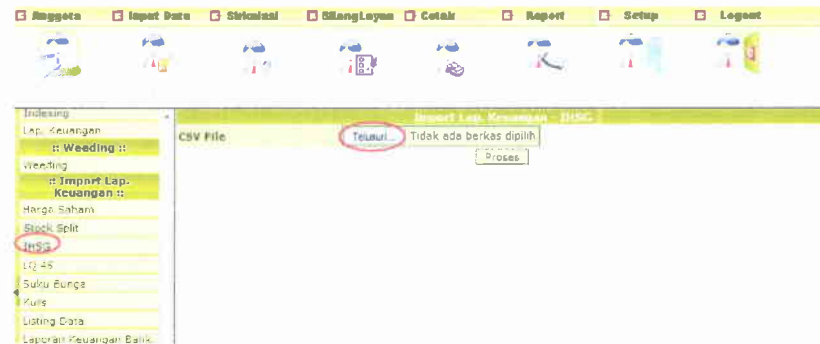 Anggota Input Data Sirkulasi BilangLayan Cetak Report Setup Logout
Indexing
Lap. Keuangan
:: Weeding ::
Weeding
:: Import Lap.
Keuangan ::
Harga Saham
Stock Split
IHSG
LQ 45
Suku Bunga
Kurs
Listing Data
Laporan Keuangan Bank
Import Lap. Keuangan - IHSG
CSV File Telusuri... Tidak ada berkas dipilih
Proses